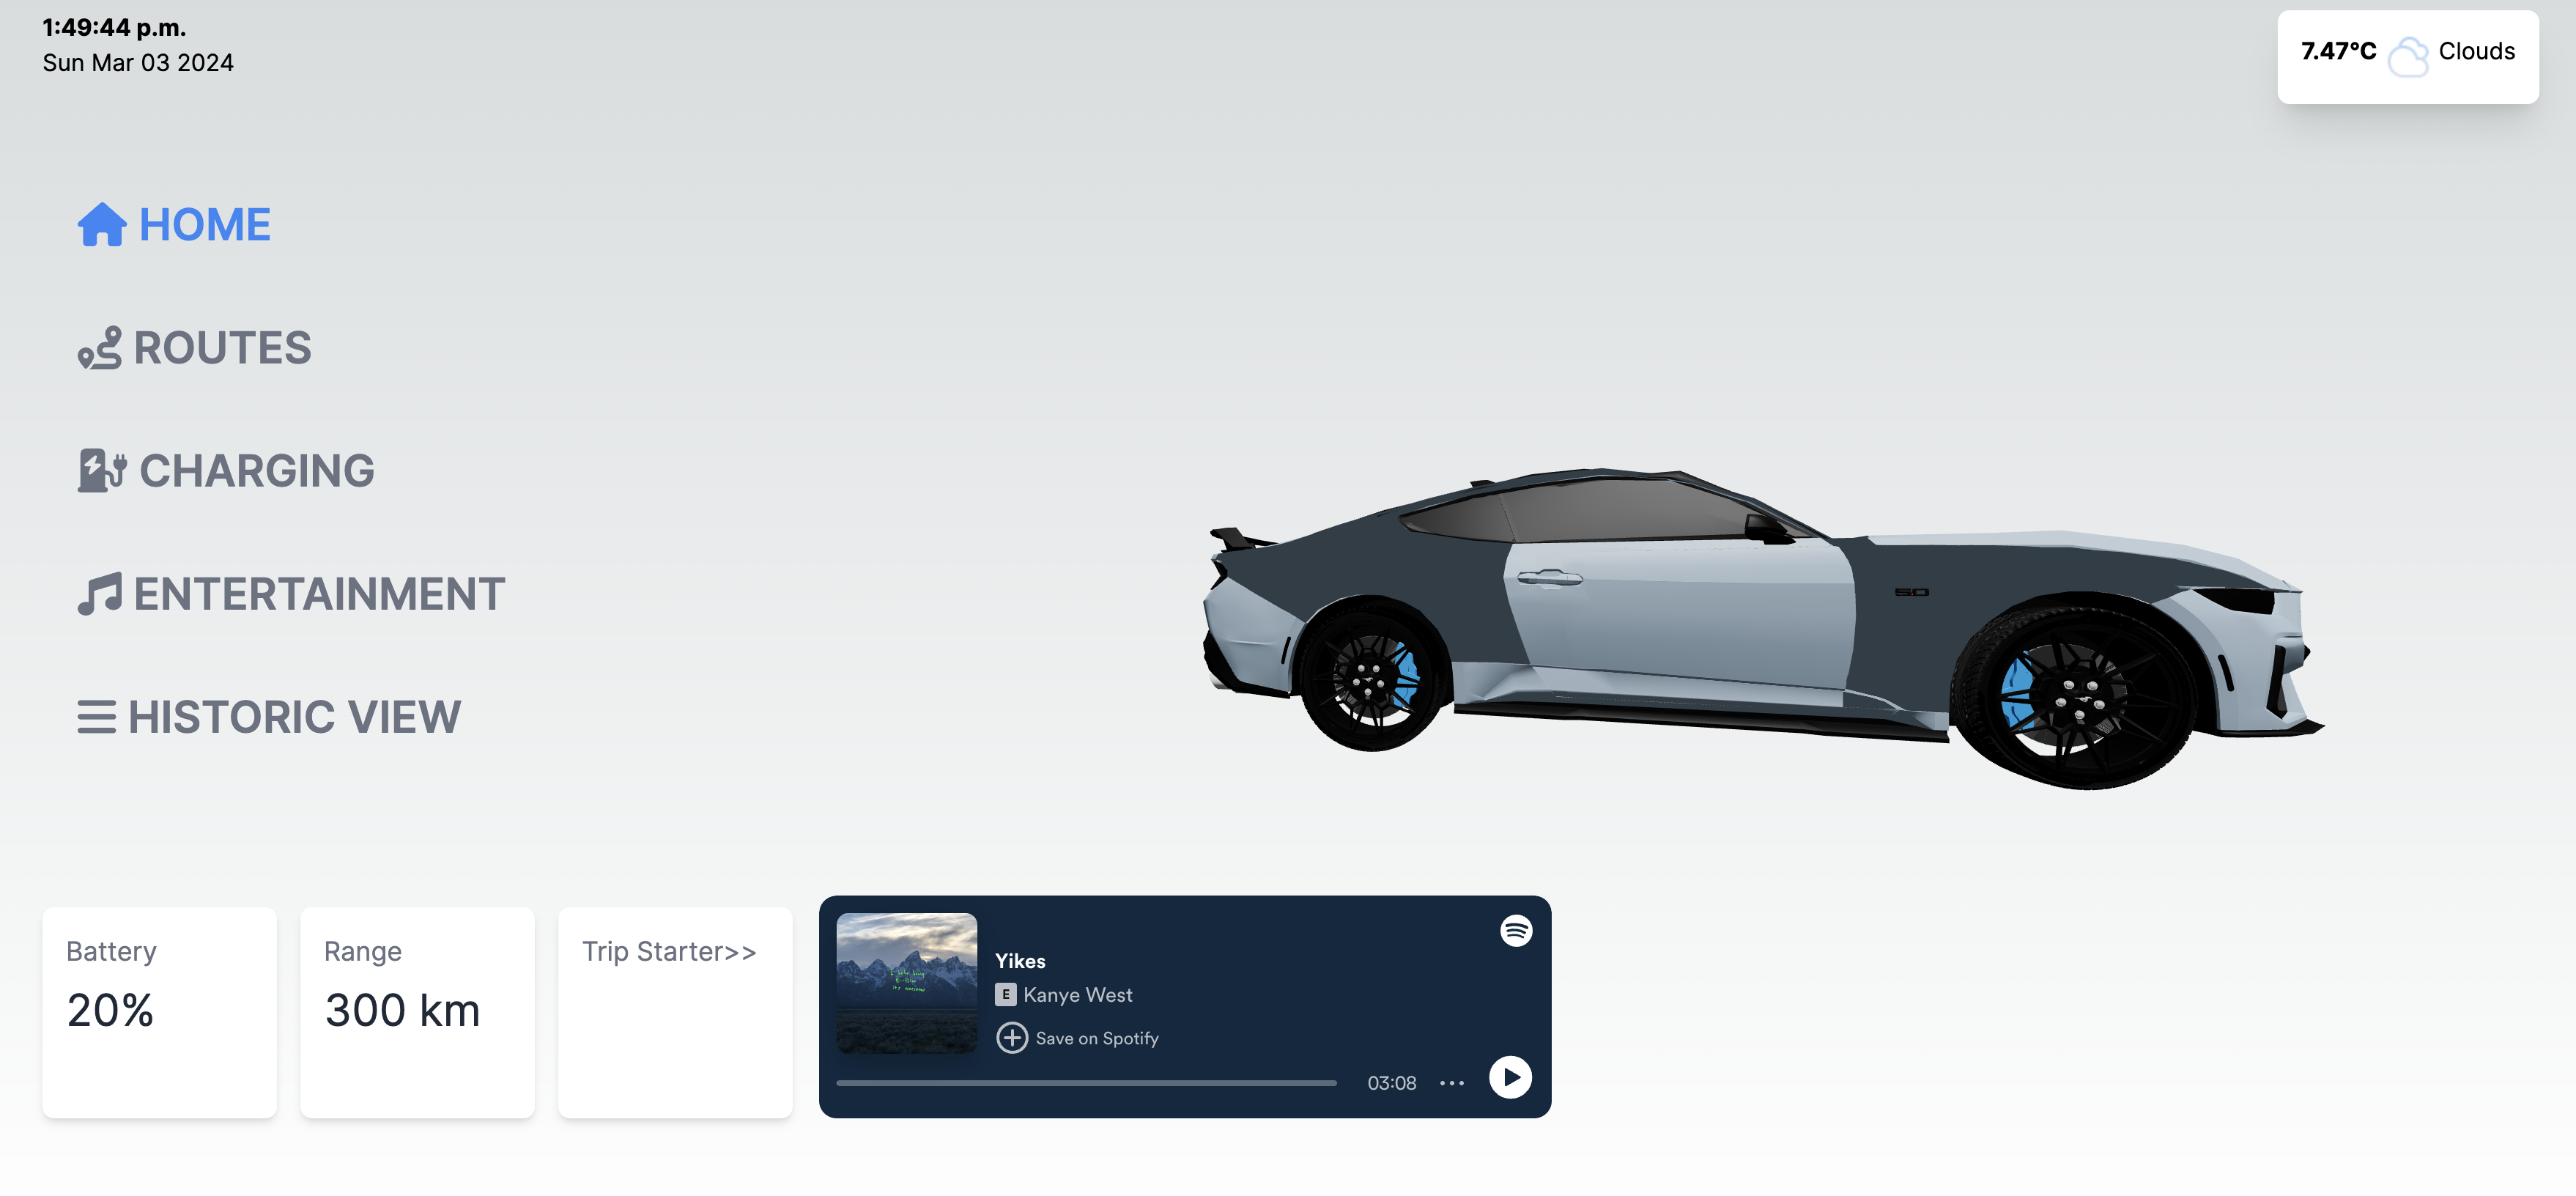 1:49:44 p.m.
Sun Mar 03 2024
7.47°C Clouds
HOME
ROUTES
CHARGING
ENTERTAINMENT
HISTORIC VIEW
5.0
Battery
20%
Range
300 km
Trip Starter>>
Yikes
E Kanye West
Save on Spotify
03:08